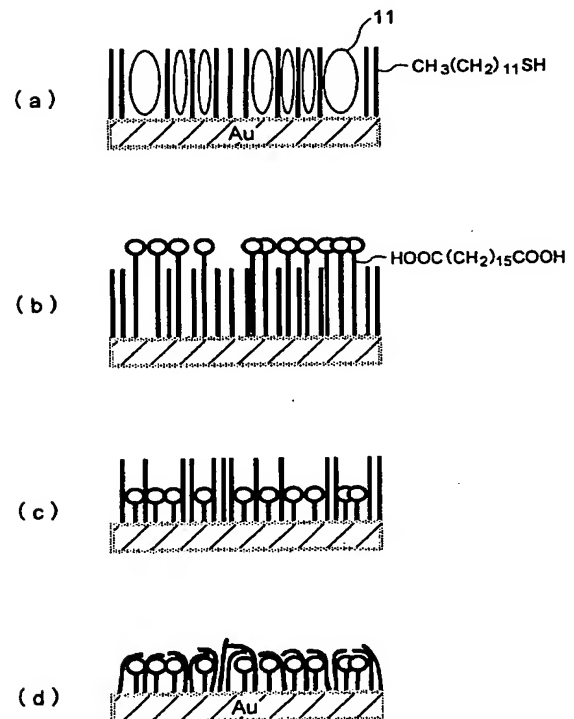 11
CH3(CH2)11SH
(a)
Au
HOOC(CH2)15COOH
(b)
(c)
(d)
Au